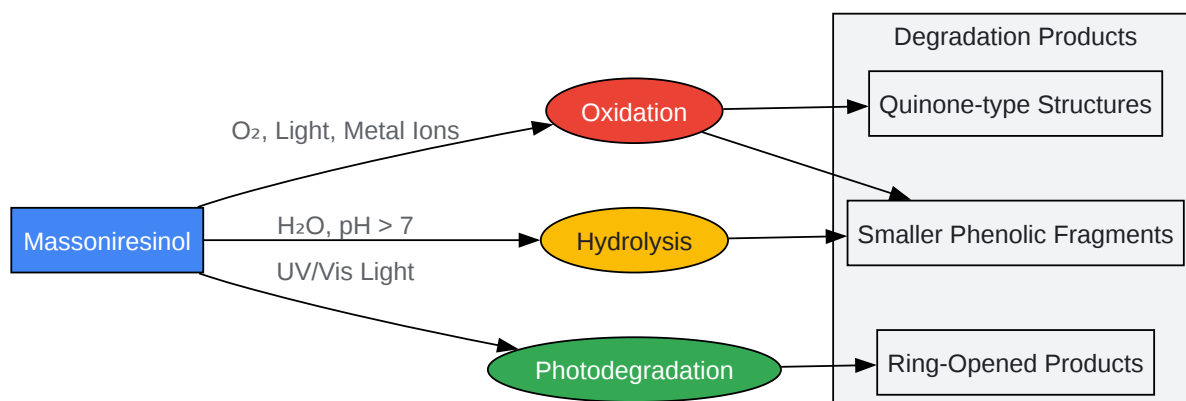 Degradation Products
Quinone-type Structures
Oxidation
O₂, Light, Metal Ions
Massoniresinol
H₂O, pH > 7
Hydrolysis
Smaller Phenolic Fragments
UV/Vis Light
Photodegradation
Ring-Opened Products